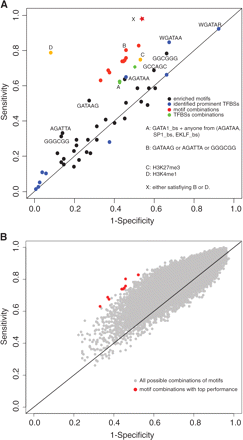 A
1.0
0.8
0.6
0.4
0.2
0.0
Sensitivity
X
D
WGATAR
WGATAA
B
GGCGGG
C
GCCAGC
AGATAA
A
GATAAG
AGATTA
GGGCGG
enriched motifs
identified prominent TFBSs
motif combinations
TFBSs combinations
A: GATA1_bs = anyone from (AGATAA, SP1_bs, EKLF_bs)
B: GATAAG or AGATTA or GGGCGG
C: H3K27me3
D: H3K4me1
X: either satisfiying B or D.
0.0 0.2 0.4 0.6 0.8 1.0
1-Specificity
B
1.0
0.8
0.6
0.4
0.2
0.0
Sensitivity
All possible combinations of motifs
motif combinations with top performance
0.0 0.2 0.4 0.6 0.8 1.0
1-Specificity